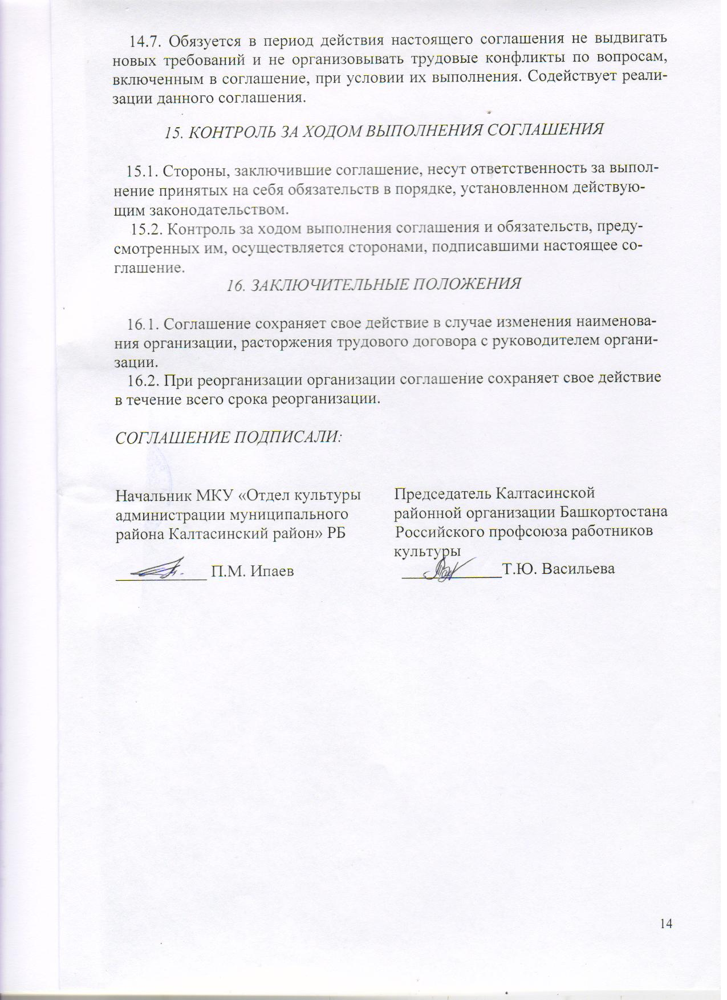 14.7. Обязуется в период действия настоящего соглашения не выдвигать
новых требований и не организовывать трудовые конфликты по вопросам,
включенным в соглашение, при условии их выполнения. Содействует реали-
зации данного соглашения.
15. КОНТРОЛЬ ЗА ХОДОМ ВЫПОЛНЕНИЯ СОГЛАШЕНИЯ
15.1. Стороны, заключившие соглашение, несут ответственность за выпол-
нение принятых на себя обязательств в порядке, установленном действую-
щим законодательством.
15.2. Контроль за ходом выполнения соглашения и обязательств, преду-
смотренных им, осуществляется сторонами, подписавшими настоящее со-
глашение.
16. ЗАКЛЮЧИТЕЛЬНЫЕ ПОЛОЖЕНИЯ
16.1. Соглашение сохраняет свое действие в случае изменения наименова-
ния организации, расторжения трудового договора с руководителем органи-
зации.
16.2. При реорганизации организации соглашение сохраняет свое действие
в течение всего срока реорганизации.
СОГЛАШЕНИЕ ПОДПИСАЛИ:
Начальник МКУ «Отдел культуры
администрации муниципального
района Калтасинский район» РБ
____________ П.М. Ипаев
Председатель Калтасинской
районной организации Башкортостана
Российского профсоюза работников
культуры
_____________Т.Ю. Васильева
14